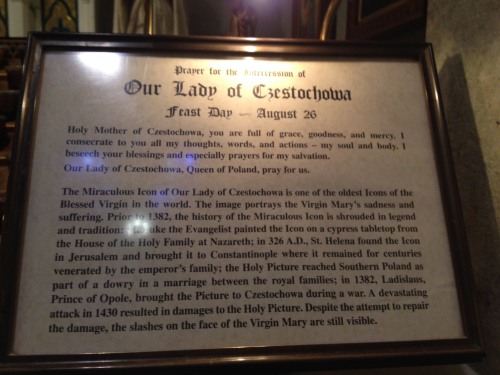 Prayer for the Intercession of
Our Lady of Czestochowa
Feast Day — August 26
Holy Mother of Czestochowa, you are full of grace, goodness, and mercy. I
consecrate to you all my thoughts, words, and actions – my soul and body. I
beseech your blessings and especially prayers for my salvation.
Our Lady of Czestochowa, Queen of Poland, pray for us.
The Miraculous Icon of Our Lady of Czestochowa is one of the oldest Icons of the
Blessed Virgin in the world. The image portrays the Virgin Mary's sadness and
suffering. Prior to 1382, the history of the Miraculous Icon is shrouded in legend
and tradition: Luke the Evangelist painted the Icon on a cypress tabletop from
the House of the Holy Family at Nazareth; in 326 A.D., St. Helena found the Icon
in Jerusalem and brought it to Constantinople where it remained for centuries
venerated by the emperor's family; the Holy Picture reached Southern Poland as
part of a dowry in a marriage between the royal families; in 1382, Ladislaus,
Prince of Opole, brought the Picture to Czestochowa during a war. A devastating
attack in 1430 resulted in damages to the Holy Picture. Despite the attempt to repair
the damage, the slashes on the face of the Virgin Mary are still visible.